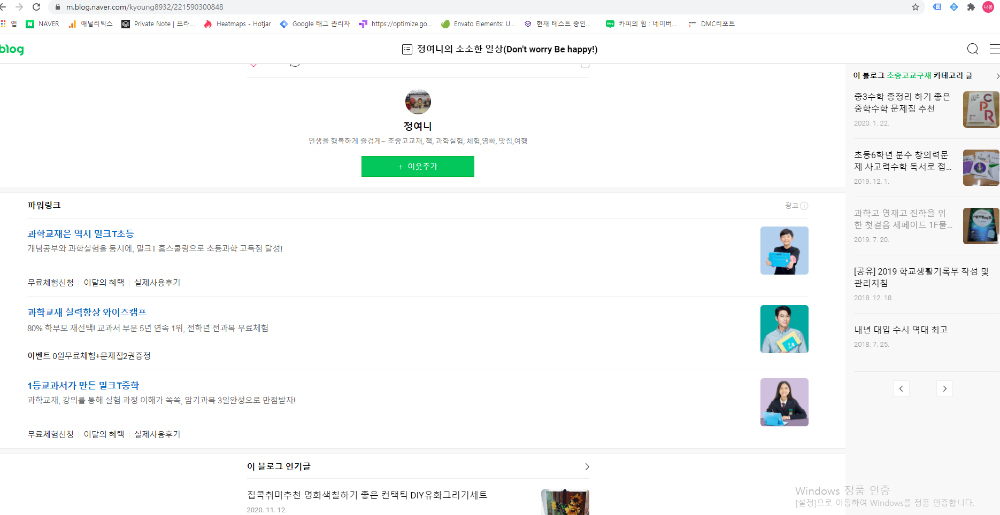 m.blog.naver.com/kyoung8932/221590300848
나봉
앱
NAVER
애널리틱스
Private Note | 프라...
Heatmaps - Hotjar
Google 태그 관리자
https://optimize.go...
Envato Elements: U...
현재 테스트 중인...
카피의 힘 : 네이버...
DMC리포트
blog
정여니의 소소한 일상(Don't worry Be happy!)
정여니
인생을 행복하게 즐겁게~ 초중고교재, 책, 과학실험, 체험,영화, 맛집,여행
+ 이웃추가
파워링크
광고
과학교재은 역시 밀크T초등
개념공부와 과학실험을 동시에, 밀크T 홈스쿨링으로 초등과학 고득점 달성!
무료체험신청 | 이달의 혜택 | 실제사용후기
과학교재 실력향상 와이즈캠프
80% 학부모 재선택! 교과서 부문 5년 연속 1위, 전학년 전과목 무료체험
이벤트 0원무료체험+문제집2권증정
1등교과서가 만든 밀크T중학
과학교재, 강의를 통해 실험 과정 이해가 쏙쏙, 암기과목 3일완성으로 만점받자!
무료체험신청 | 이달의 혜택 | 실제사용후기
이 블로그 인기글
집콕취미추천 명화색칠하기 좋은 컨택틱 DIY유화그리기세트
2020. 11. 12.
이 블로그 초중고교구재 카테고리 글
중3수학 총정리 하기 좋은
중학수학 문제집 추천
2020. 1. 22.
CPR
초등6학년 분수 창의력문
제 사고력수학 독서로 접...
2019. 12. 1.
과학고 영재고 진학을 위
한 첫걸음 세페이드 1F물...
2019. 7. 20.
세페이드
[공유] 2019 학교생활기록부 작성 및
관리지침
2018. 12. 18.
내년 대입 수시 역대 최고
2018. 7. 25.
Windows 정품 인증
[설정]으로 이동하여 Windows를 정품 인증합니다.